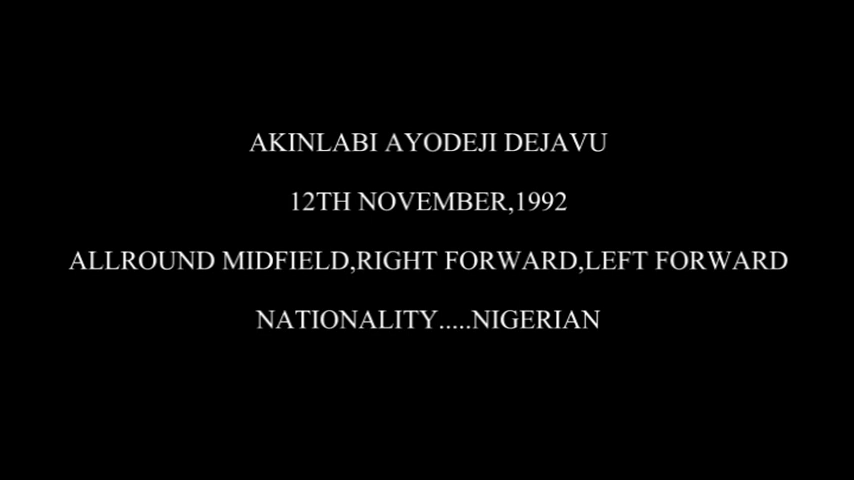 AKINLABI AYODEJI DEJAVU
12TH NOVEMBER,1992
ALLROUND MIDFIELD,RIGHT FORWARD,LEFT FORWARD
NATIONALITY.....NIGERIAN